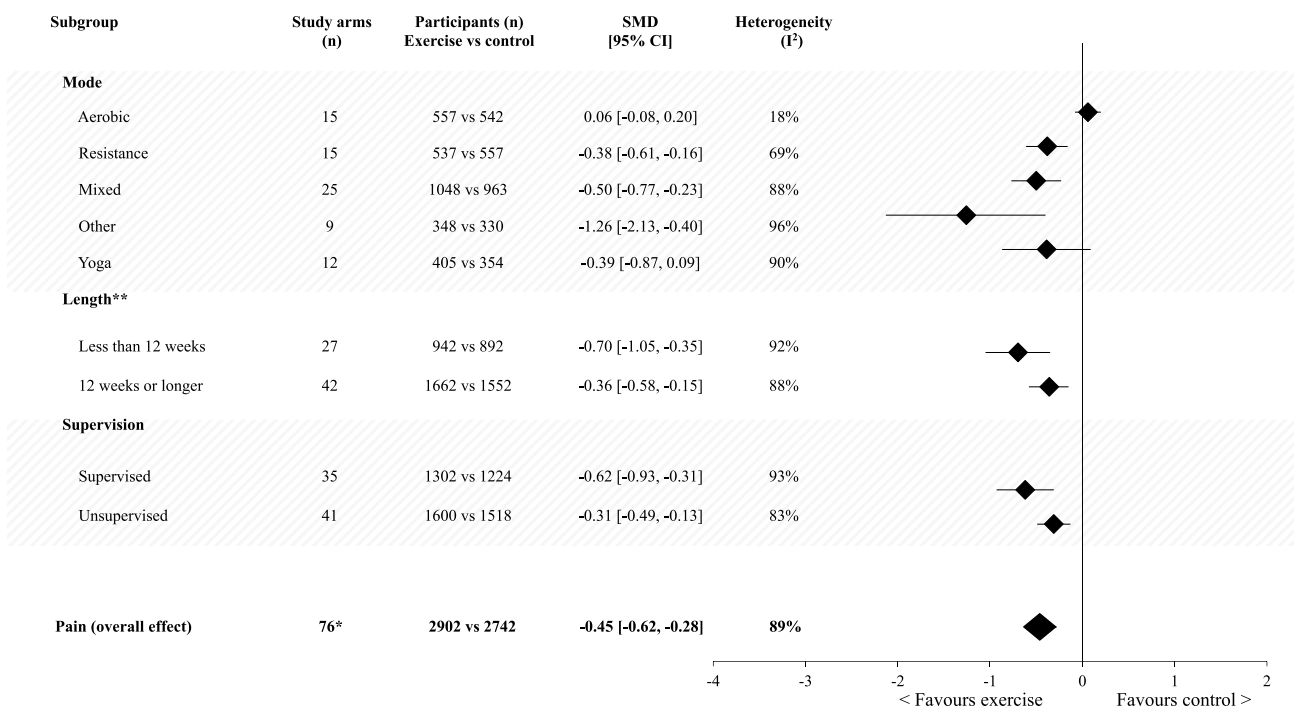 Subgroup Study arms (n) Participants (n) Exercise vs control SMD [95% CI] Heterogeneity (I²)
Mode
Aerobic 15 557 vs 542 0.06 [-0.08, 0.20] 18%
Resistance 15 537 vs 557 -0.38 [-0.61, -0.16] 69%
Mixed 25 1048 vs 963 -0.50 [-0.77, -0.23] 88%
Other 9 348 vs 330 -1.26 [-2.13, -0.40] 96%
Yoga 12 405 vs 354 -0.39 [-0.87, 0.09] 90%
Length**
Less than 12 weeks 27 942 vs 892 -0.70 [-1.05, -0.35] 92%
12 weeks or longer 42 1662 vs 1552 -0.36 [-0.58, -0.15] 88%
Supervision
Supervised 35 1302 vs 1224 -0.62 [-0.93, -0.31] 93%
Unsupervised 41 1600 vs 1518 -0.31 [-0.49, -0.13] 83%
Pain (overall effect) 76* 2902 vs 2742 -0.45 [-0.62, -0.28] 89%
-4 -3 -2 -1 0 1 2
< Favours exercise Favours control >